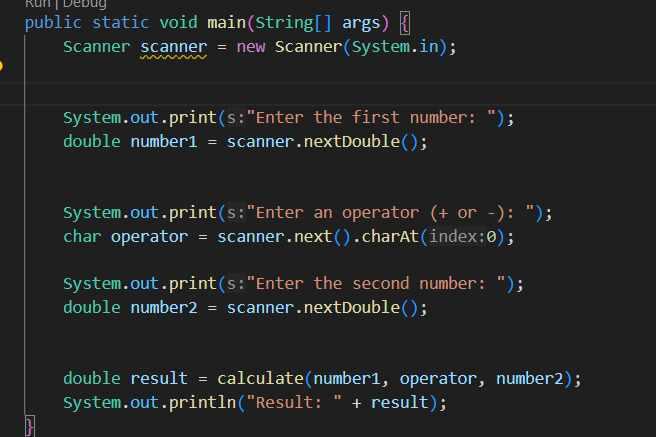 Run | Debug
public static void main(String[] args) {
Scanner scanner = new Scanner(System.in);
System.out.print(s:"Enter the first number: ");
double number1 = scanner.nextDouble();
System.out.print(s:"Enter an operator (+ or -): ");
char operator = scanner.next().charAt(index:0);
System.out.print(s:"Enter the second number: ");
double number2 = scanner.nextDouble();
double result = calculate(number1, operator, number2);
System.out.println("Result: " + result);
}